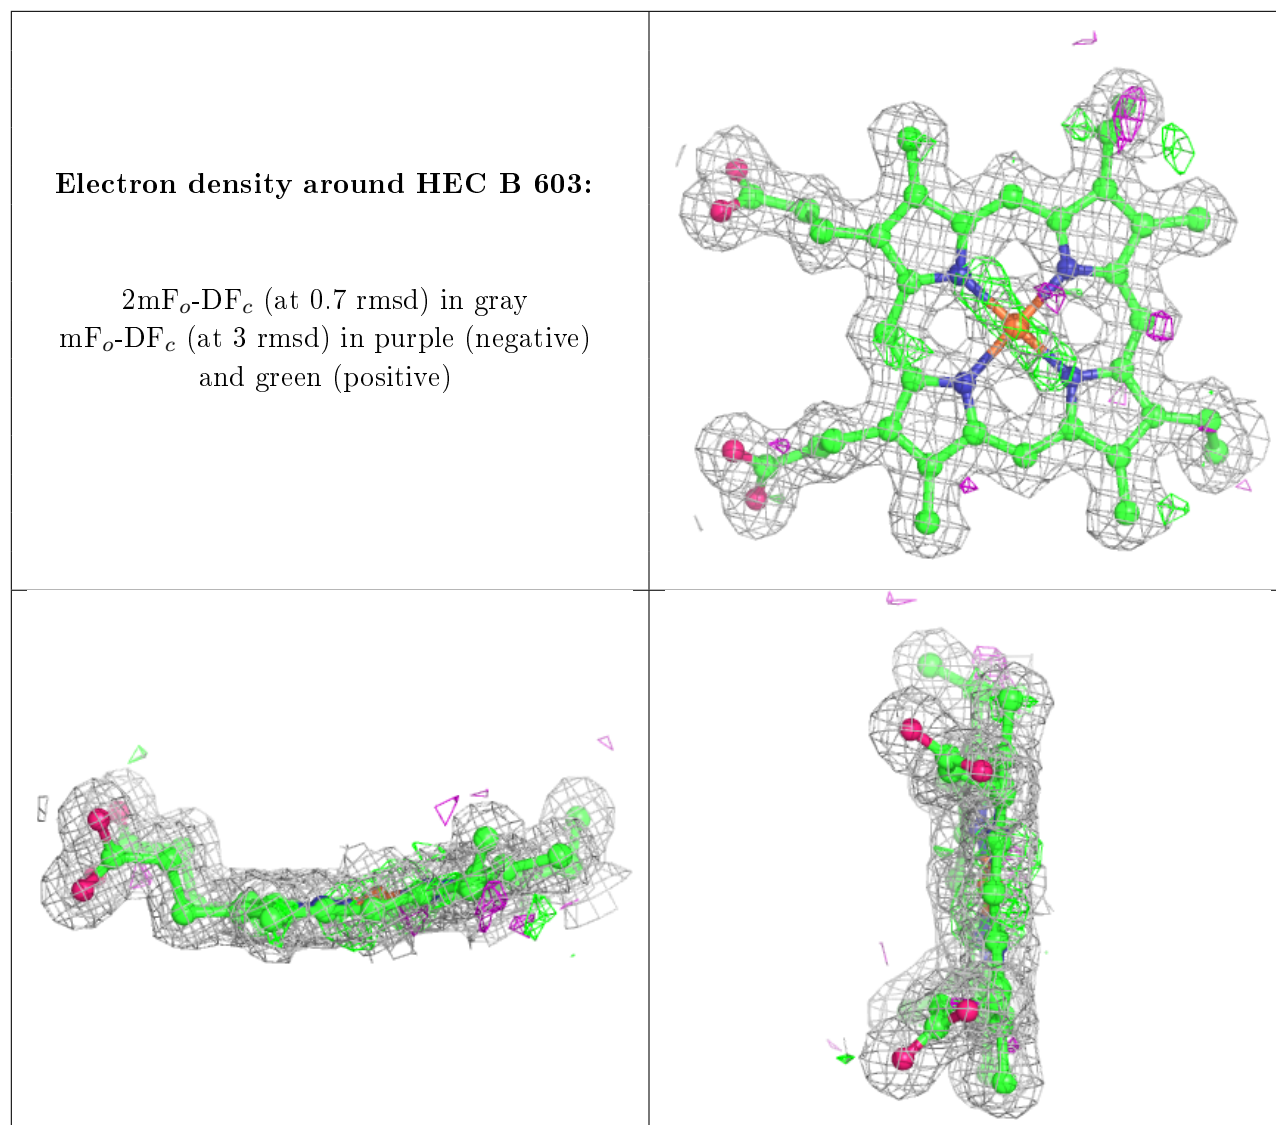 Electron density around HEC B 603:
2mFₒ-DF𝒸 (at 0.7 rmsd) in gray
mFₒ-DF𝒸 (at 3 rmsd) in purple (negative)
and green (positive)